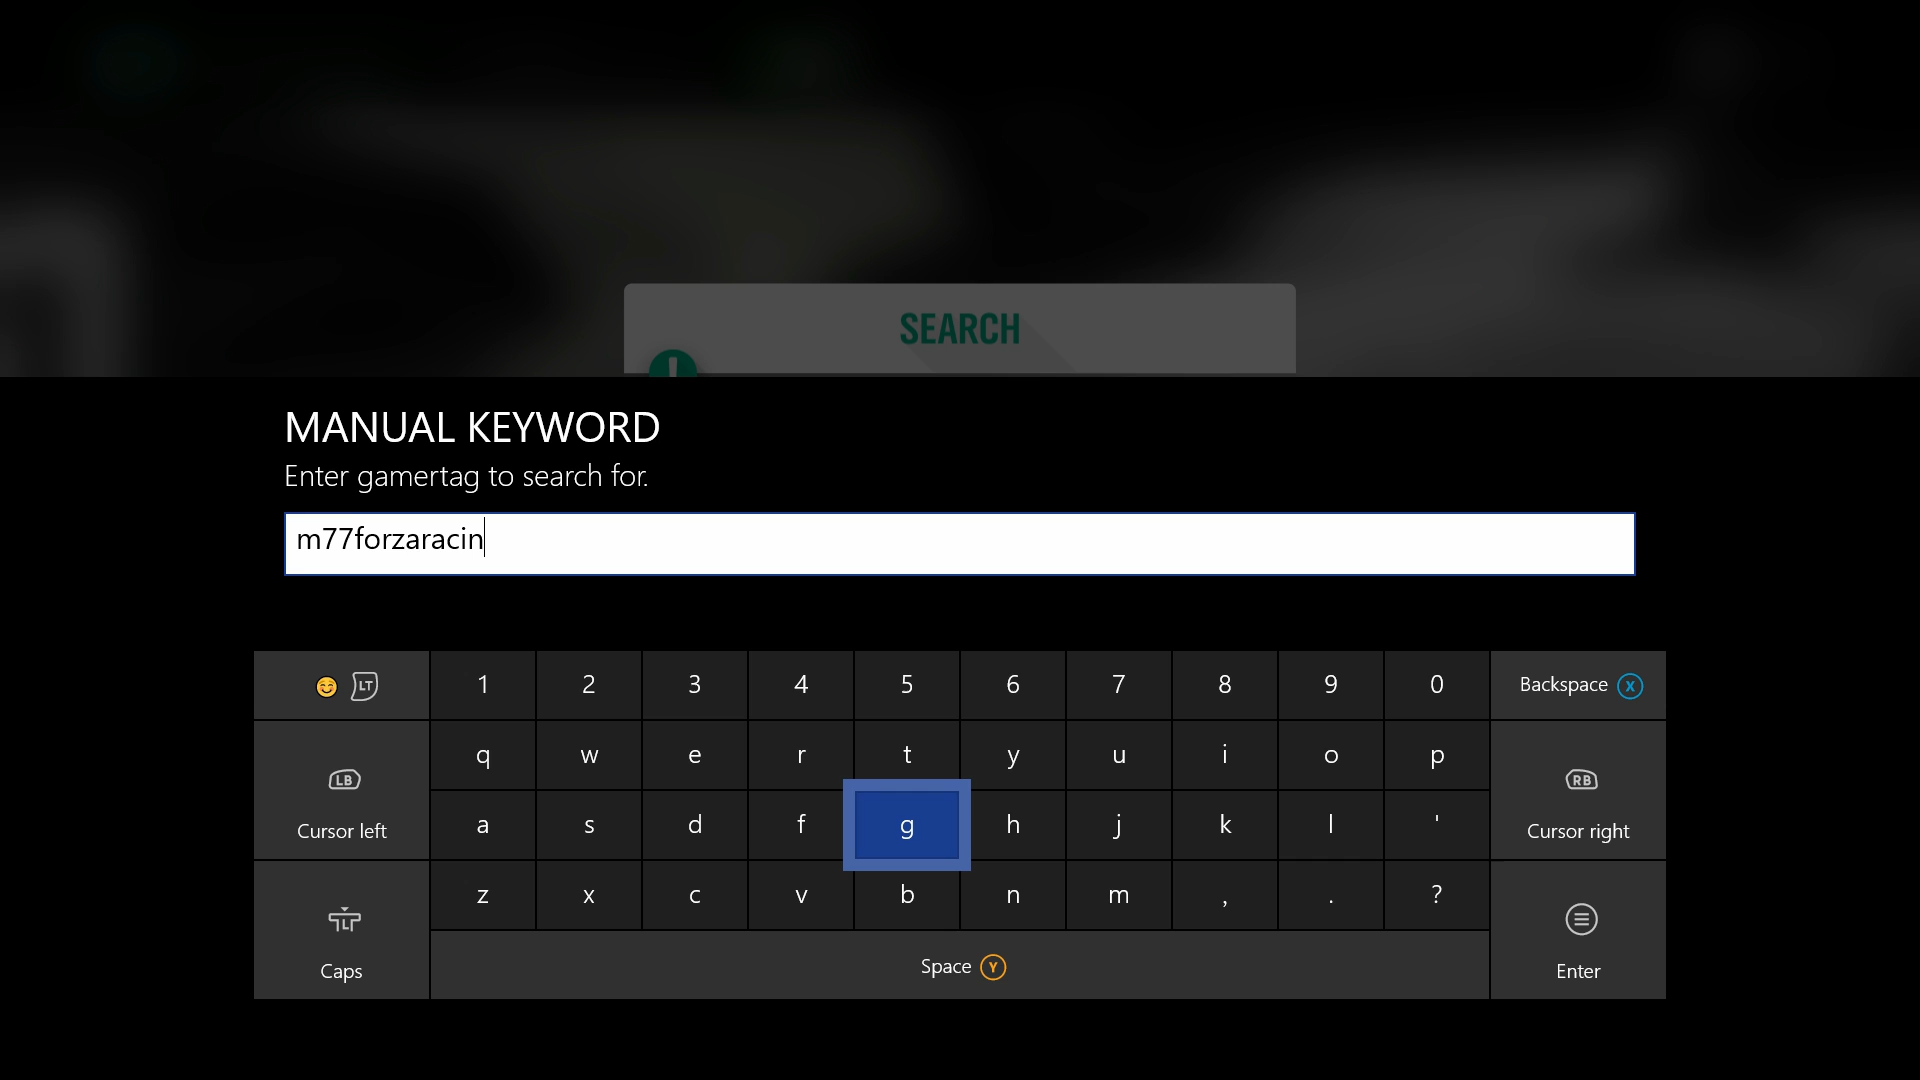 SEARCH
!
MANUAL KEYWORD
Enter gamertag to search for.
m77forzaracin
LT 1 2 3 4 5 6 7 8 9 0 Backspace X
q w e r t y u i o p
LB RB
Cursor left a s d f g h j k l ' Cursor right
z x c v b n m , . ?
Caps Space Y Enter